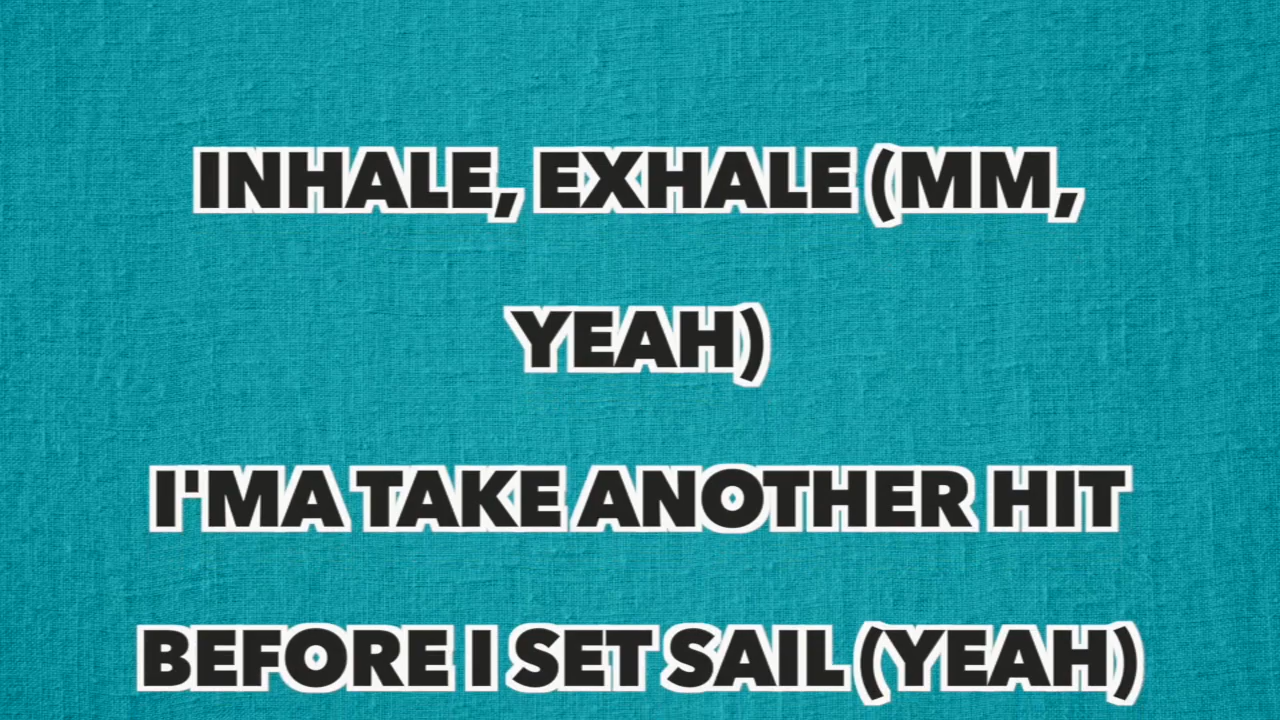 INHALE, EXHALE (MM,
YEAH)
I'MA TAKE ANOTHER HIT
BEFORE I SET SAIL (YEAH)